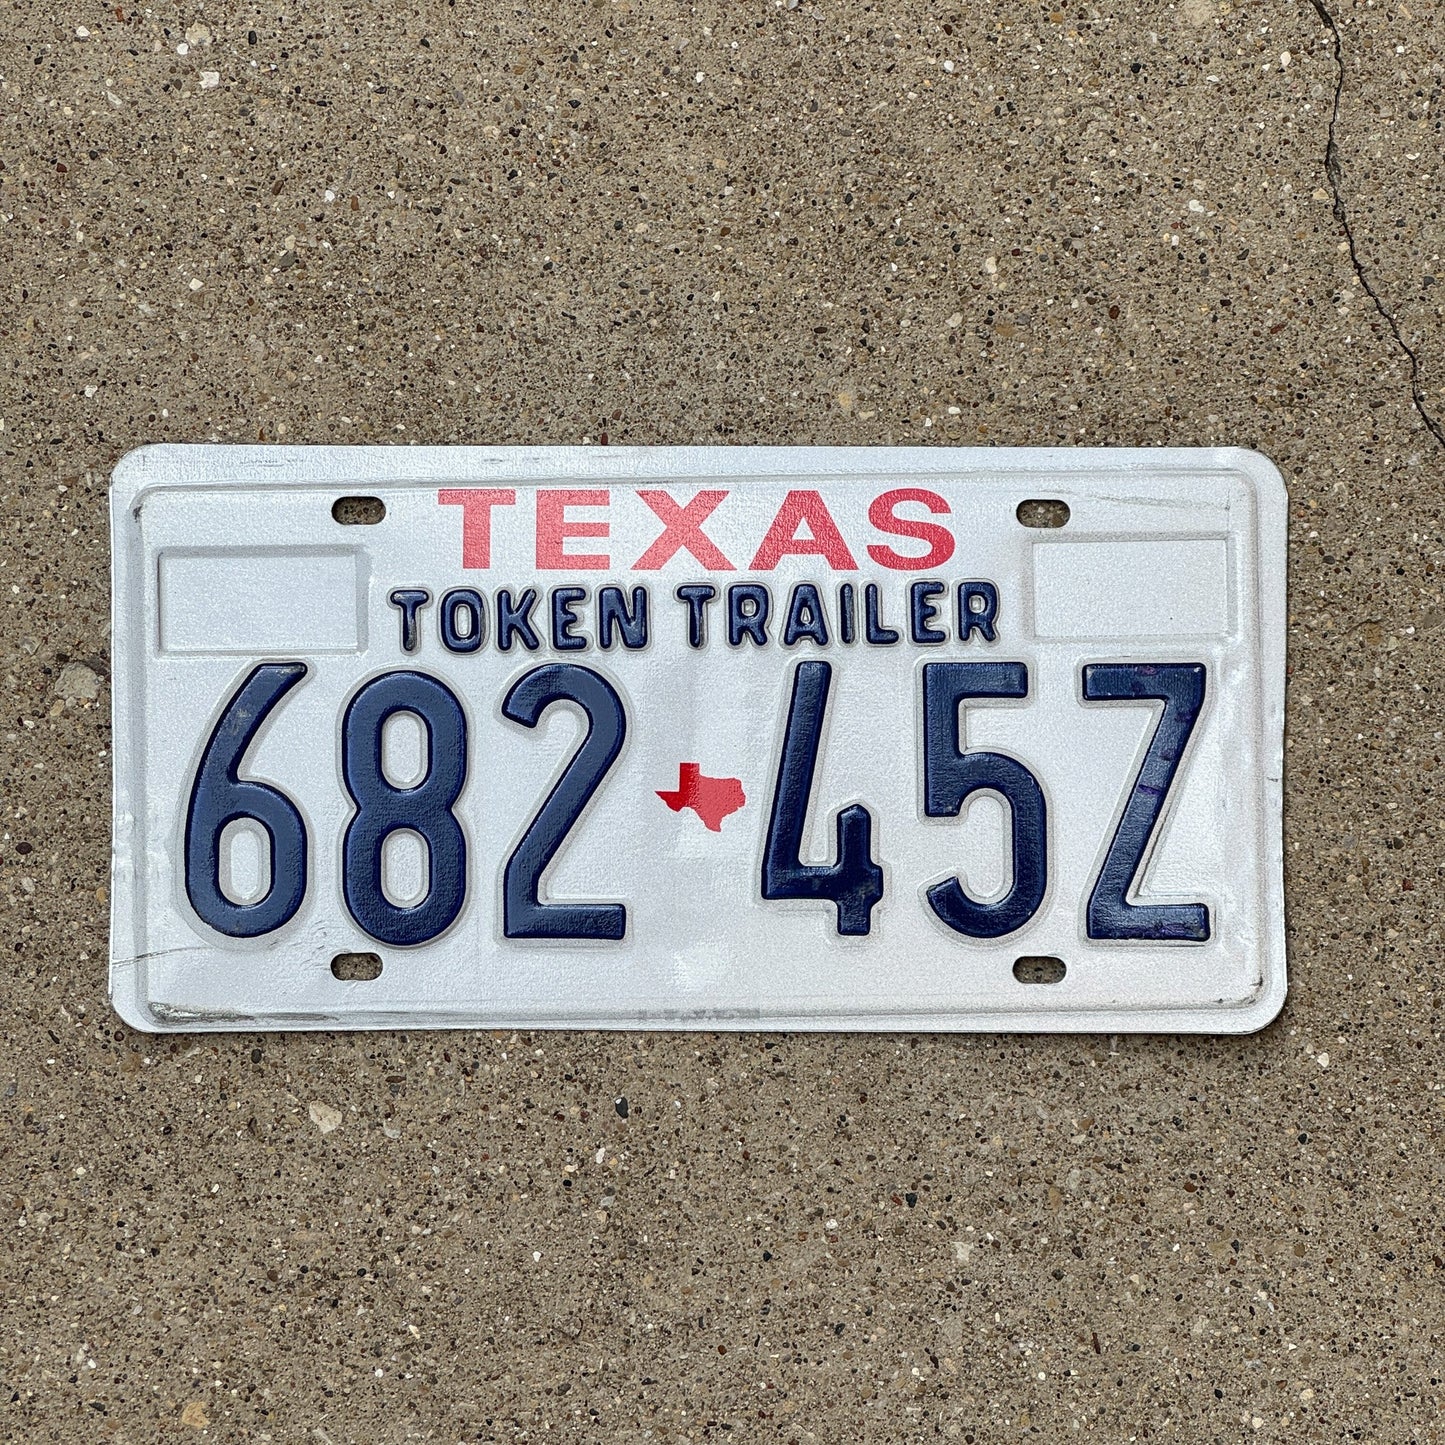 TEXAS
TOKEN TRAILER
682 45Z